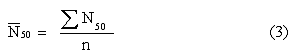 N̅₅₀ = ∑ N₅₀ / n (3)